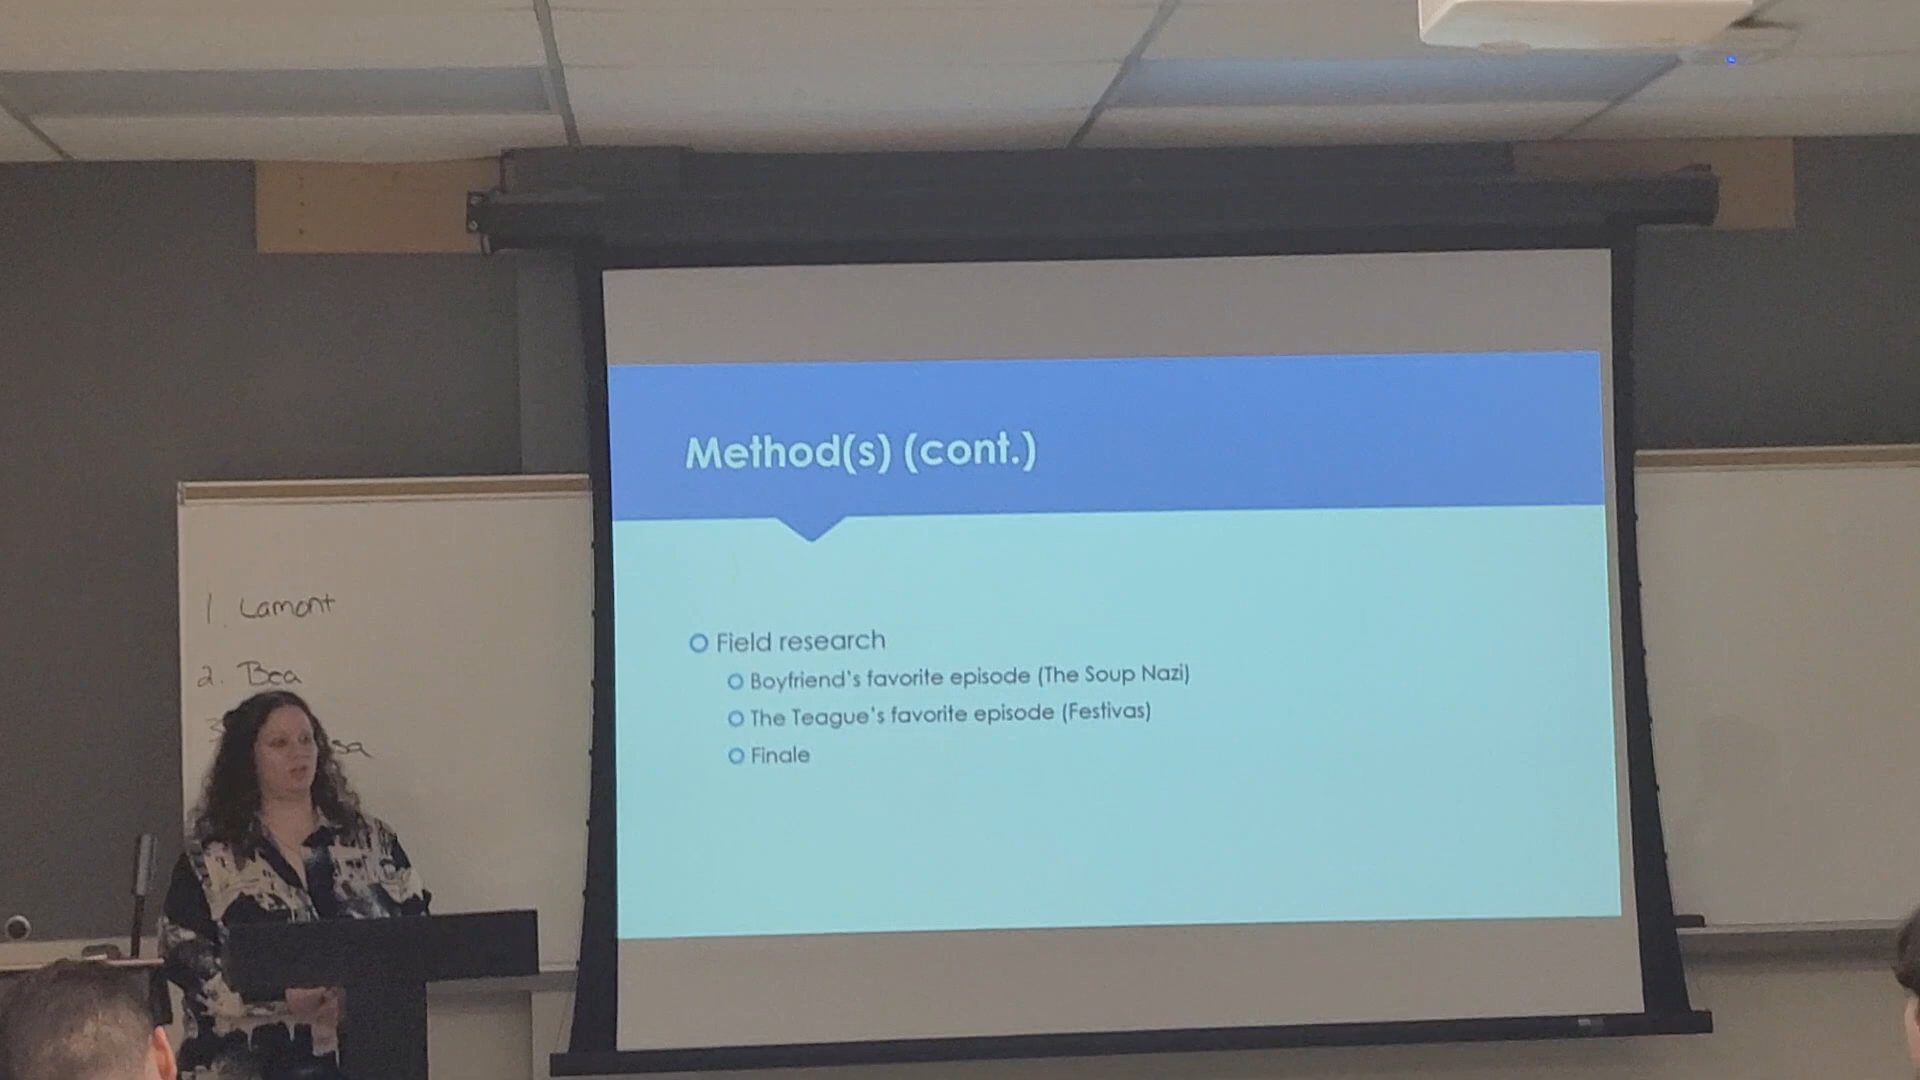 Method(s) (cont.)
1. Lamont
2. Bea
Field research
Boyfriend's favorite episode (The Soup Nazi)
The Teague's favorite episode (Festivas)
Finale